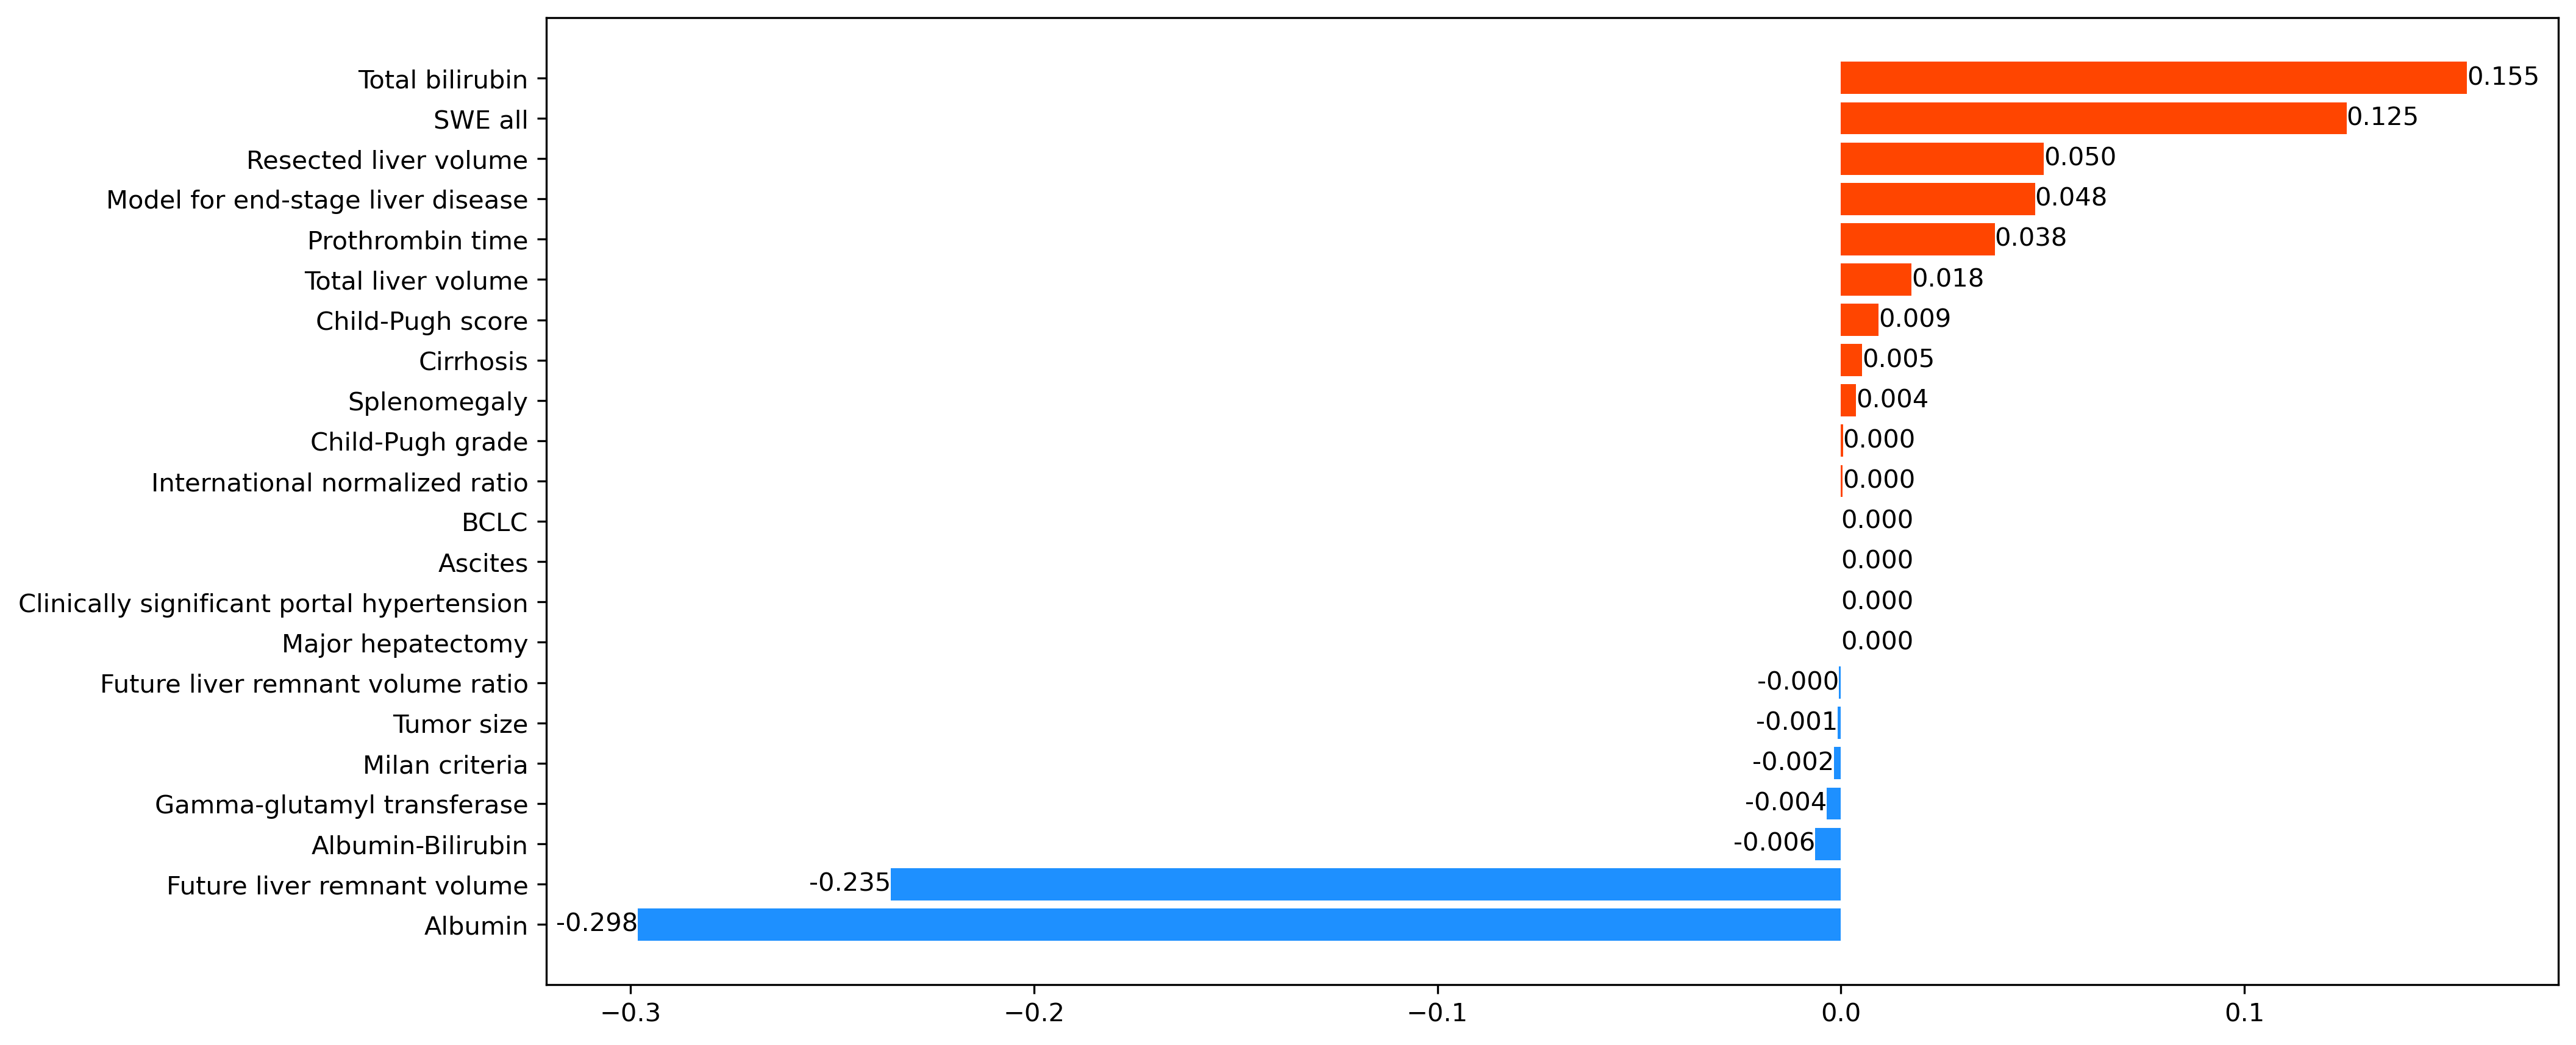 Total bilirubin 0.155
SWE all 0.125
Resected liver volume 0.050
Model for end-stage liver disease 0.048
Prothrombin time 0.038
Total liver volume 0.018
Child-Pugh score 0.009
Cirrhosis 0.005
Splenomegaly 0.004
Child-Pugh grade 0.000
International normalized ratio 0.000
BCLC 0.000
Ascites 0.000
Clinically significant portal hypertension 0.000
Major hepatectomy 0.000
Future liver remnant volume ratio -0.000
Tumor size -0.001
Milan criteria -0.002
Gamma-glutamyl transferase -0.004
Albumin-Bilirubin -0.006
Future liver remnant volume -0.235
Albumin -0.298
−0.3 −0.2 −0.1 0.0 0.1